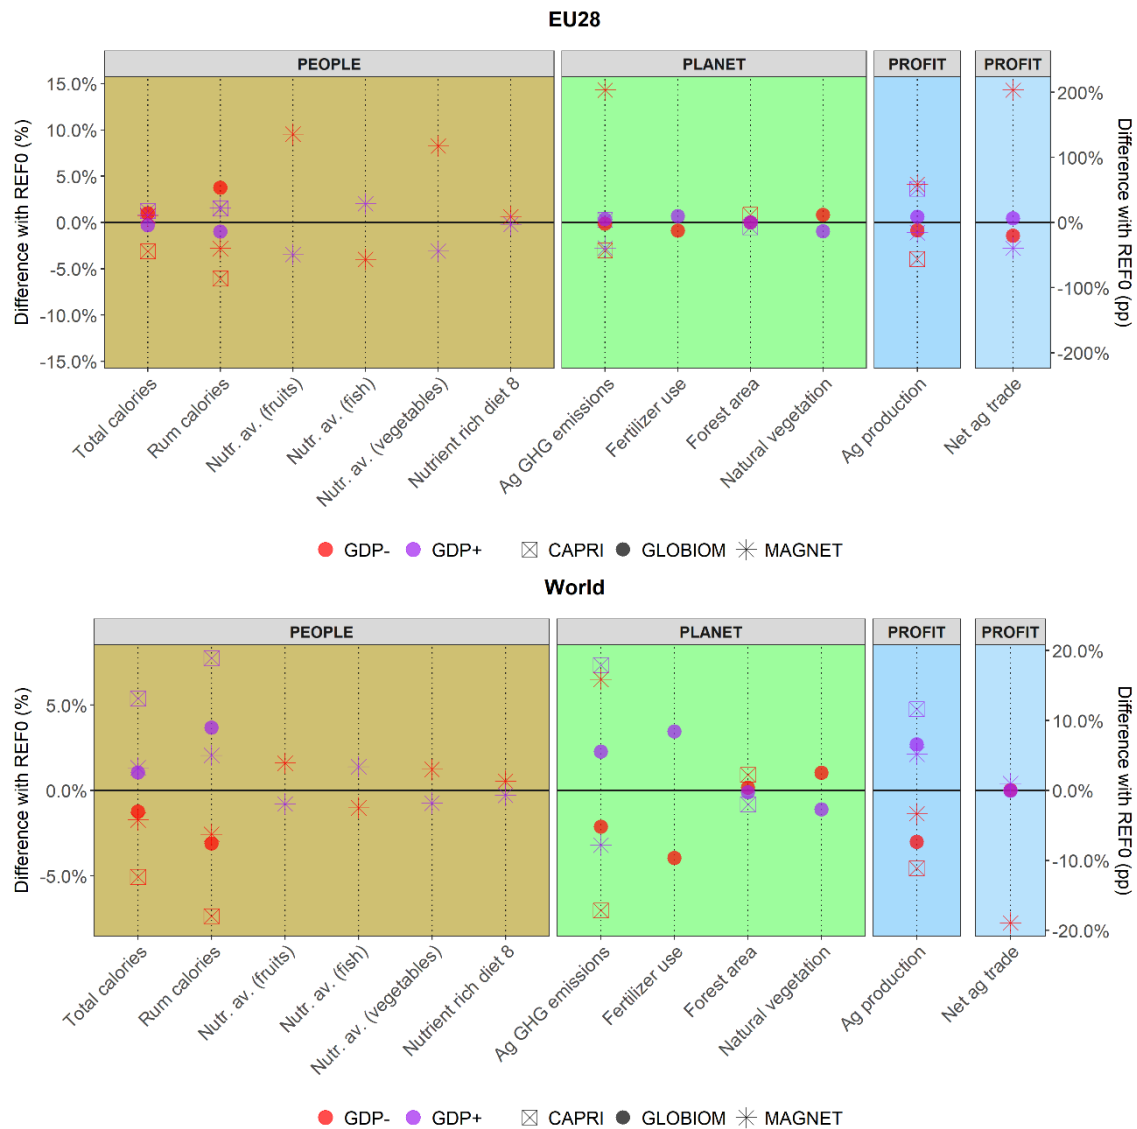 EU28
PEOPLE
PLANET
PROFIT
PROFIT
Difference with REF0 (%)
15.0%
10.0%
5.0%
0.0%
-5.0%
-10.0%
-15.0%
200%
100%
0%
-100%
-200%
Difference with REF0 (pp)
Total calories
Rum calories
Nutr. av. (fruits)
Nutr. av. (fish)
Nutr. av. (vegetables)
Nutrient rich diet 8
Ag GHG emissions
Fertilizer use
Forest area
Natural vegetation
Ag production
Net ag trade
GDP- GDP+ CAPRI GLOBIOM MAGNET
World
PEOPLE
PLANET
PROFIT
PROFIT
Difference with REF0 (%)
5.0%
0.0%
-5.0%
20.0%
10.0%
0.0%
-10.0%
-20.0%
Difference with REF0 (pp)
Total calories
Rum calories
Nutr. av. (fruits)
Nutr. av. (fish)
Nutr. av. (vegetables)
Nutrient rich diet 8
Ag GHG emissions
Fertilizer use
Forest area
Natural vegetation
Ag production
Net ag trade
GDP- GDP+ CAPRI GLOBIOM MAGNET